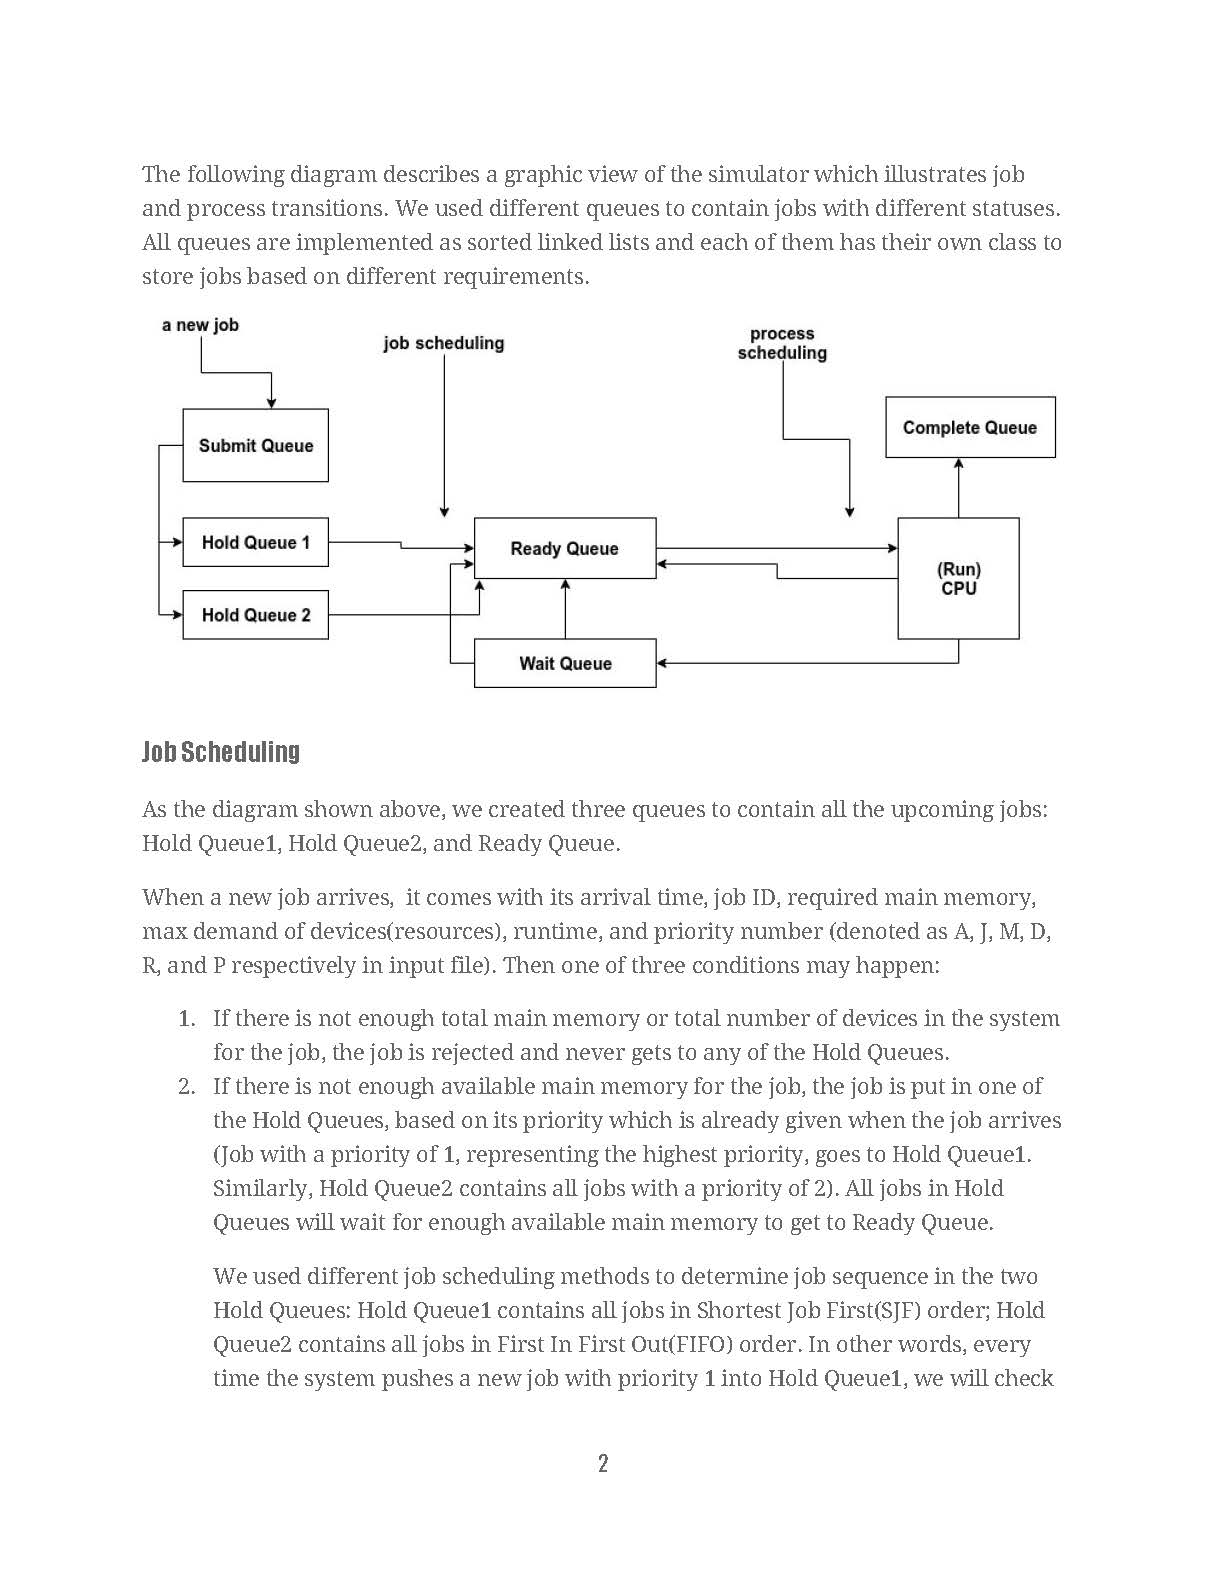 The following diagram describes a graphic view of the simulator which illustrates job
and process transitions. We used different queues to contain jobs with different statuses.
All queues are implemented as sorted linked lists and each of them has their own class to
store jobs based on different requirements.
a new job
job scheduling
process
scheduling
Complete Queue
Submit Queue
Hold Queue 1
Ready Queue
(Run)
CPU
Hold Queue 2
Wait Queue
Job Scheduling
As the diagram shown above, we created three queues to contain all the upcoming jobs:
Hold Queue1, Hold Queue2, and Ready Queue.
When a new job arrives,  it comes with its arrival time, job ID, required main memory,
max demand of devices(resources), runtime, and priority number (denoted as A, J, M, D,
R, and P respectively in input file). Then one of three conditions may happen:
1. If there is not enough total main memory or total number of devices in the system
for the job, the job is rejected and never gets to any of the Hold Queues.
2. If there is not enough available main memory for the job, the job is put in one of
the Hold Queues, based on its priority which is already given when the job arrives
(Job with a priority of 1, representing the highest priority, goes to Hold Queue1.
Similarly, Hold Queue2 contains all jobs with a priority of 2). All jobs in Hold
Queues will wait for enough available main memory to get to Ready Queue.
We used different job scheduling methods to determine job sequence in the two
Hold Queues: Hold Queue1 contains all jobs in Shortest Job First(SJF) order; Hold
Queue2 contains all jobs in First In First Out(FIFO) order. In other words, every
time the system pushes a new job with priority 1 into Hold Queue1, we will check
2